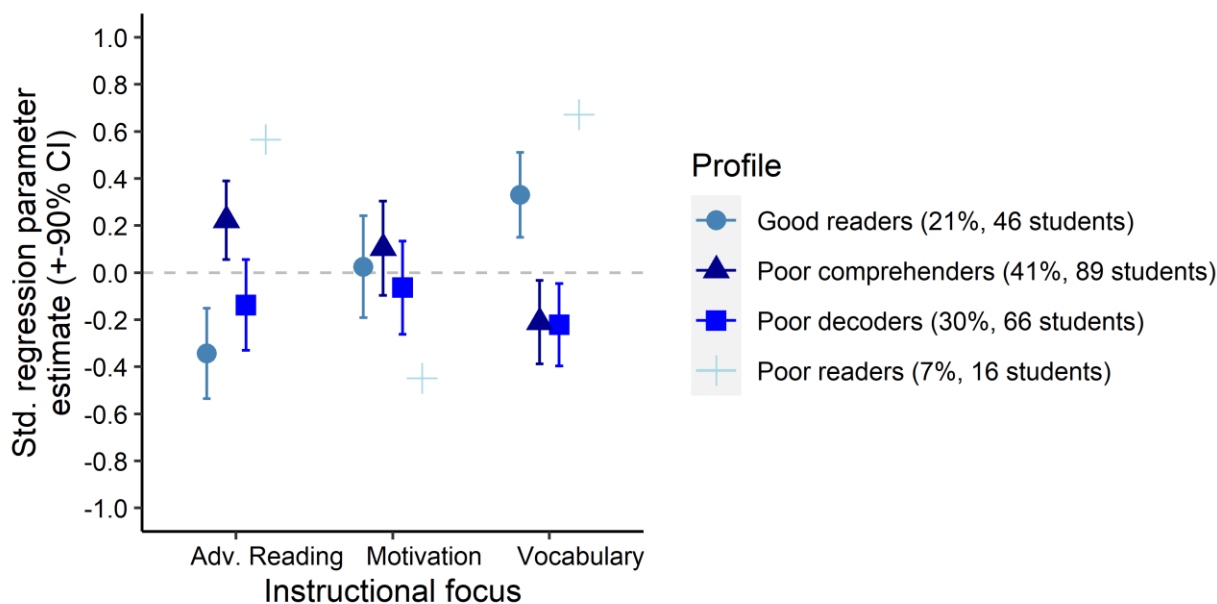 Std. regression parameter
estimate (+-90% CI)
1.0
0.8
0.6
0.4
0.2
0.0
-0.2
-0.4
-0.6
-0.8
-1.0
Adv. Reading Motivation Vocabulary
Instructional focus
Profile
Good readers (21%, 46 students)
Poor comprehenders (41%, 89 students)
Poor decoders (30%, 66 students)
Poor readers (7%, 16 students)